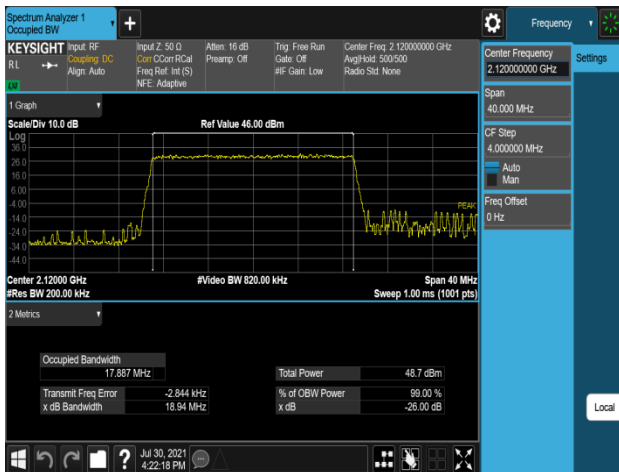 Spectrum Analyzer 1
Occupied BW
+
Frequency
KEYSIGHT
RL
Input: RF
Coupling: DC
Align: Auto
Input Z: 50 Ω
Corr CCorr RCal
Freq Ref: Int (S)
NFE: Adaptive
Atten: 16 dB
Preamp: Off
Trig: Free Run
Gate: Off
#IF Gain: Low
Center Freq: 2.120000000 GHz
Avg|Hold: 500/500
Radio Std: None
LXI
Center Frequency
2.120000000 GHz
Settings
Span
40.000 MHz
CF Step
4.000000 MHz
Auto
Man
Freq Offset
0 Hz
1 Graph
Scale/Div 10.0 dB
Ref Value 46.00 dBm
Log
36.0
26.0
16.0
6.00
-4.00
-14.0
-24.0
-34.0
-44.0
PEAK
Center 2.12000 GHz
#Video BW 820.00 kHz
Span 40 MHz
#Res BW 200.00 kHz
Sweep 1.00 ms (1001 pts)
2 Metrics
Occupied Bandwidth
17.887 MHz
Total Power 48.7 dBm
Transmit Freq Error -2.844 kHz
% of OBW Power 99.00 %
x dB Bandwidth 18.94 MHz
x dB -26.00 dB
Local
?
Jul 30, 2021
4:22:18 PM